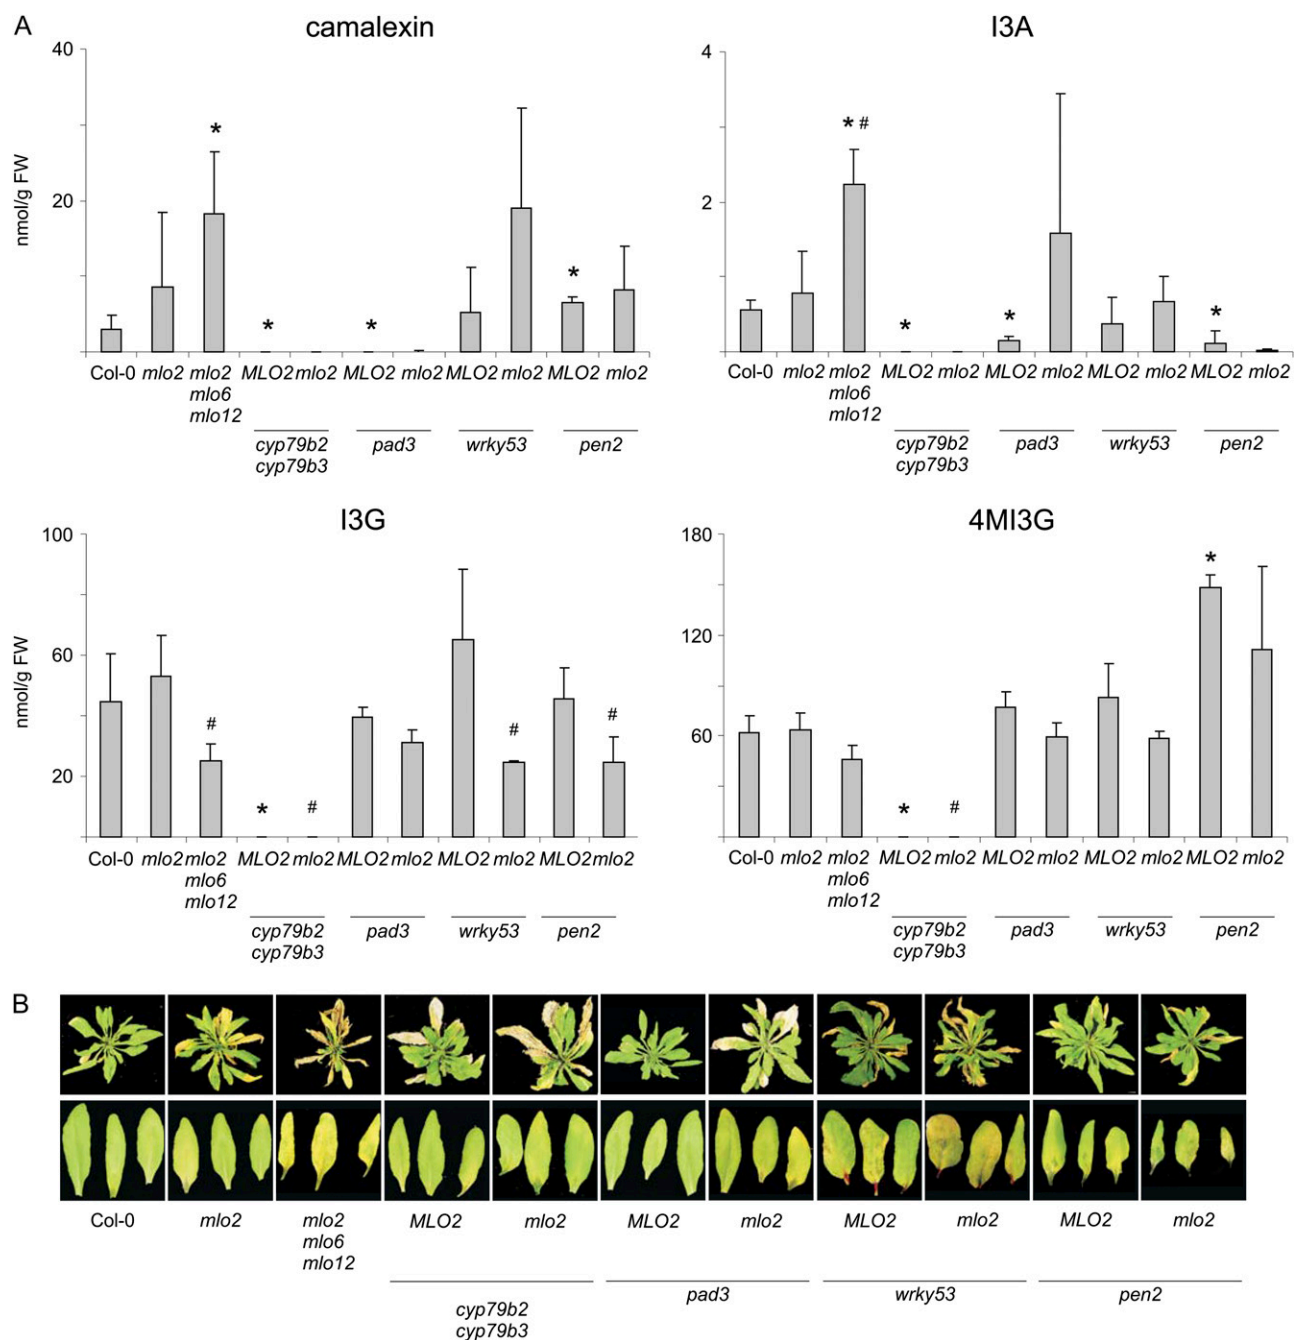 A
camalexin
I3A
nmol/g FW
40
20
4
2
* * * *
* # * * *
Col-0 mlo2 mlo2 MLO2 mlo2 MLO2 mlo2 MLO2 mlo2 MLO2 mlo2
mlo6
mlo12
cyp79b2 pad3 wrky53 pen2
cyp79b3
Col-0 mlo2 mlo2 MLO2 mlo2 MLO2 mlo2 MLO2 mlo2 MLO2 mlo2
mlo6
mlo12
cyp79b2 pad3 wrky53 pen2
cyp79b3
I3G
4MI3G
nmol/g FW
100
60
20
180
120
60
# * # # #
* # *
Col-0 mlo2 mlo2 MLO2 mlo2 MLO2 mlo2 MLO2 mlo2 MLO2 mlo2
mlo6
mlo12
cyp79b2 pad3 wrky53 pen2
cyp79b3
Col-0 mlo2 mlo2 MLO2 mlo2 MLO2 mlo2 MLO2 mlo2 MLO2 mlo2
mlo6
mlo12
cyp79b2 pad3 wrky53 pen2
cyp79b3
B
Col-0 mlo2 mlo2 MLO2 mlo2 MLO2 mlo2 MLO2 mlo2 MLO2 mlo2
mlo6
mlo12
cyp79b2 pad3 wrky53 pen2
cyp79b3